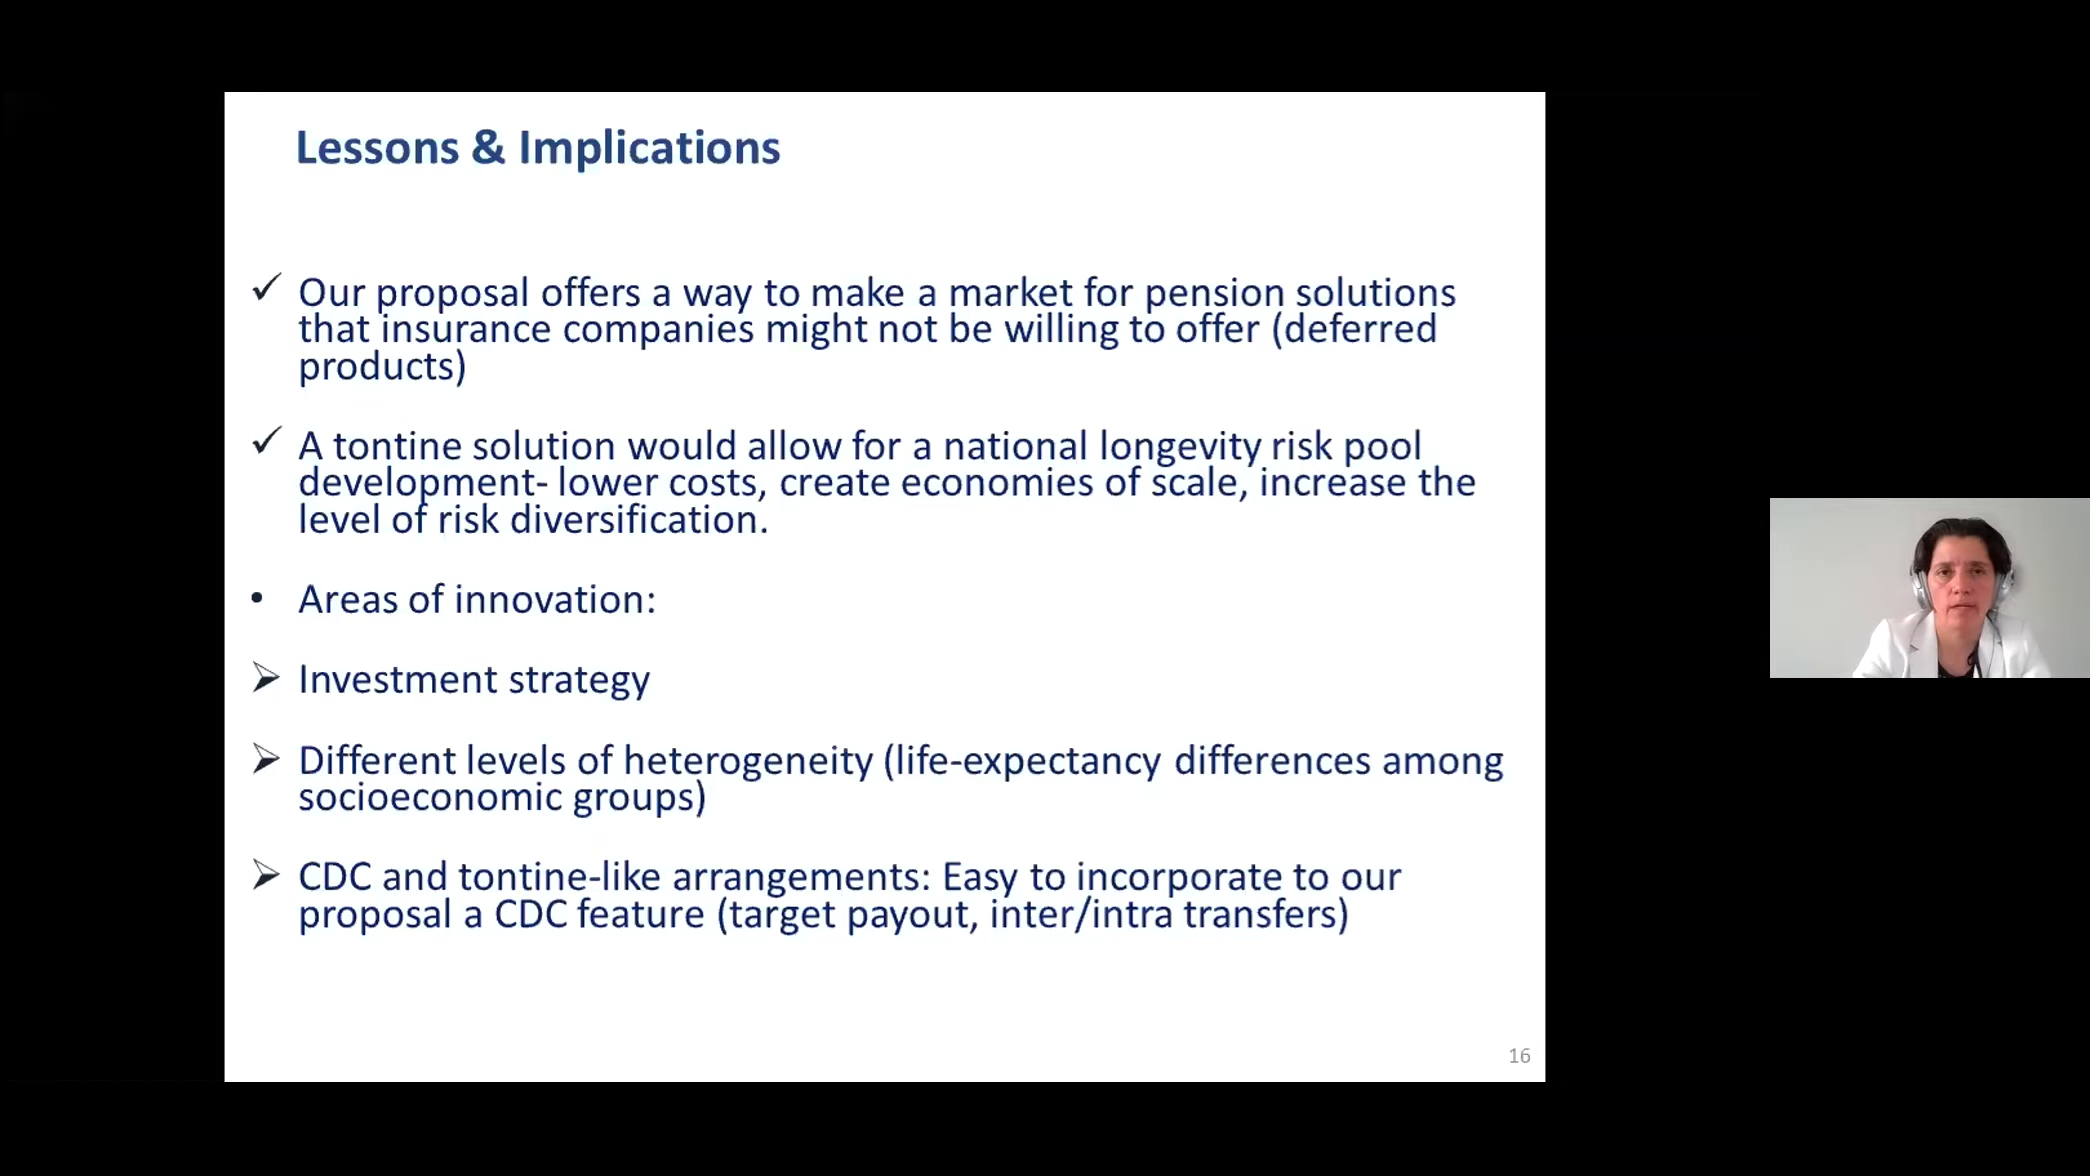 Lessons & Implications
Our proposal offers a way to make a market for pension solutions
that insurance companies might not be willing to offer (deferred
products)
A tontine solution would allow for a national longevity risk pool
development- lower costs, create economies of scale, increase the
level of risk diversification.
• Areas of innovation:
Investment strategy
Different levels of heterogeneity (life-expectancy differences among
socioeconomic groups)
CDC and tontine-like arrangements: Easy to incorporate to our
proposal a CDC feature (target payout, inter/intra transfers)
16